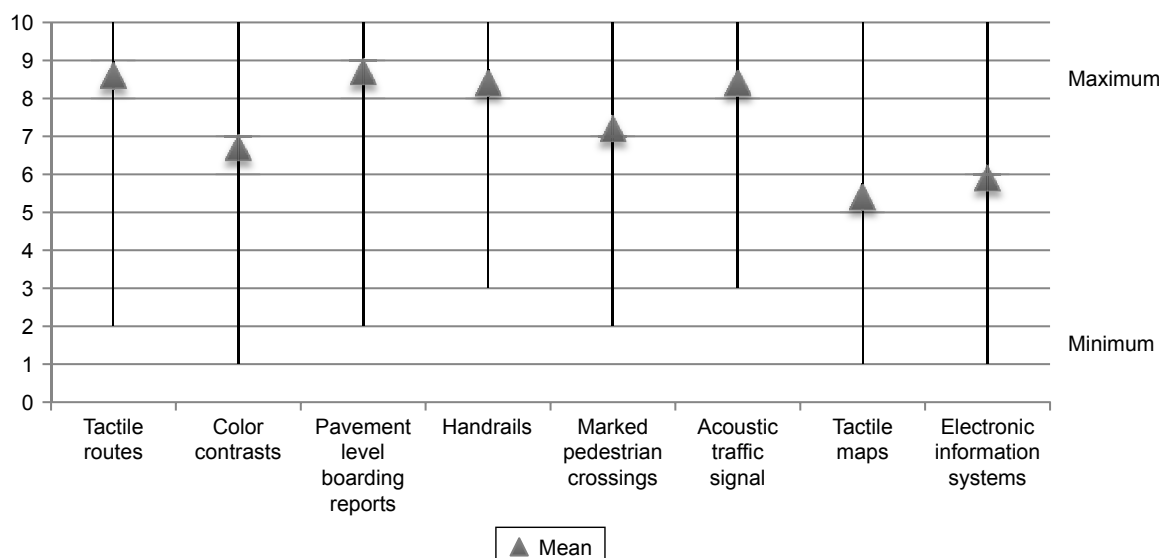 10
9
8
7
6
5
4
3
2
1
0
Maximum
Minimum
Tactile
routes
Color
contrasts
Pavement
level
boarding
reports
Handrails
Marked
pedestrian
crossings
Acoustic
traffic
signal
Tactile
maps
Electronic
information
systems
Mean